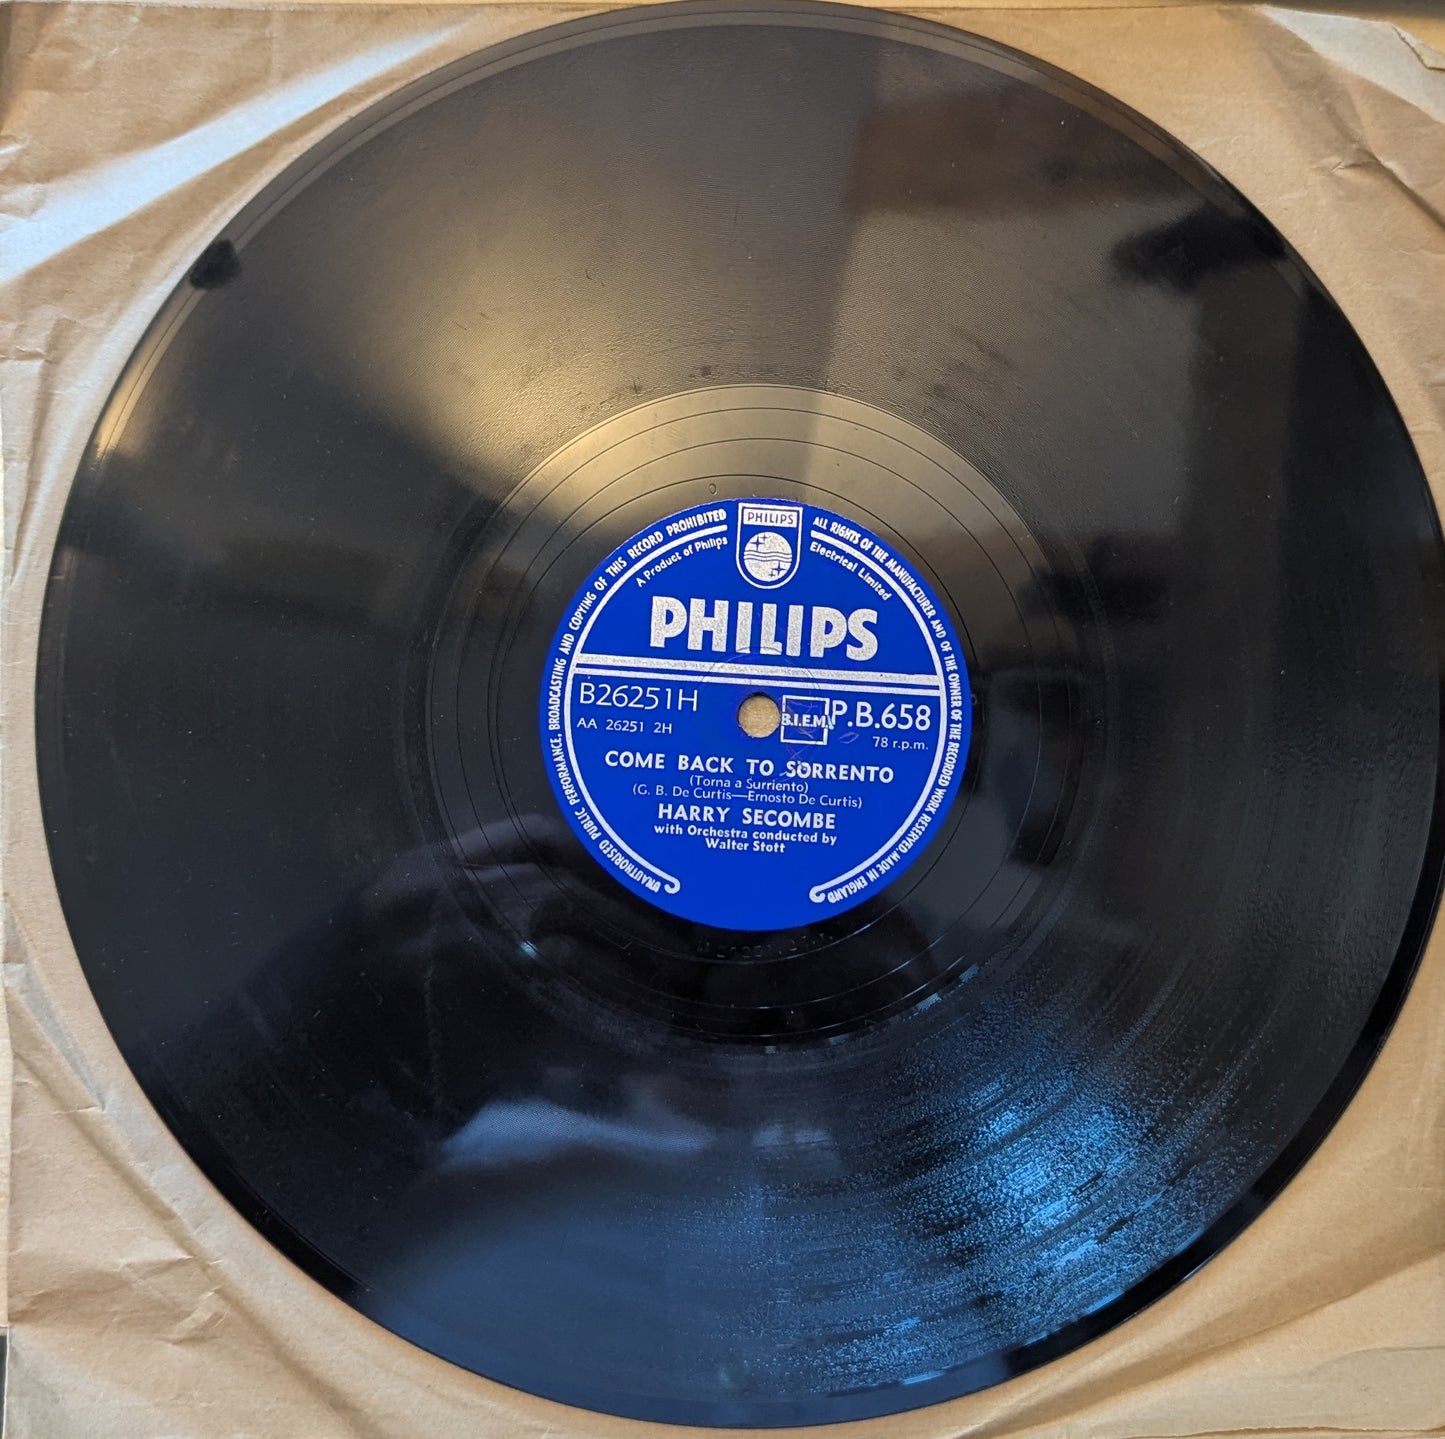 UNAUTHORISED PUBLIC PERFORMANCE, BROADCASTING AND COPYING OF THIS RECORD PROHIBITED
ALL RIGHTS OF THE MANUFACTURER AND OF THE OWNER OF THE RECORDED WORK RESERVED. MADE IN ENGLAND
A Product of Philips
Electrical Limited
PHILIPS
PHILIPS
B26251H
AA 26251 2H
B.I.E.M.
P.B.658
78 r.p.m.
COME BACK TO SORRENTO
(Torna a Surriento)
(G. B. De Curtis—Ernosto De Curtis)
HARRY SECOMBE
with Orchestra conducted by
Walter Stott